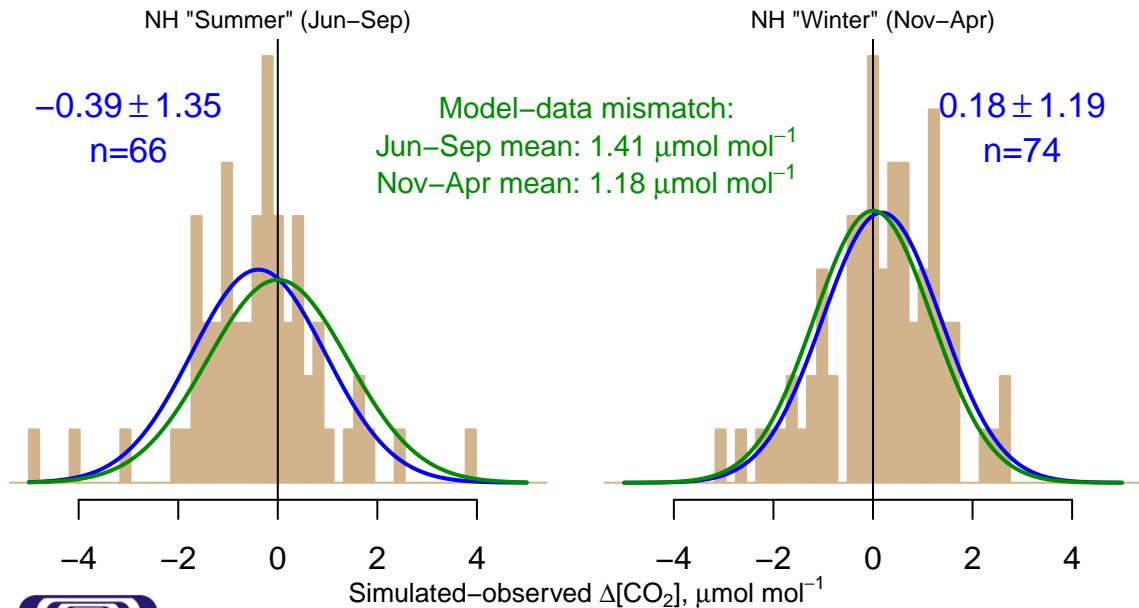 NH "Summer" (Jun−Sep)
NH "Winter" (Nov−Apr)
−0.39 ± 1.35
n=66
Model−data mismatch:
Jun−Sep mean: 1.41 μmol mol⁻¹
Nov−Apr mean: 1.18 μmol mol⁻¹
0.18 ± 1.19
n=74
−4 −2 0 2 4
−4 −2 0 2 4
Simulated−observed Δ[CO₂], μmol mol⁻¹